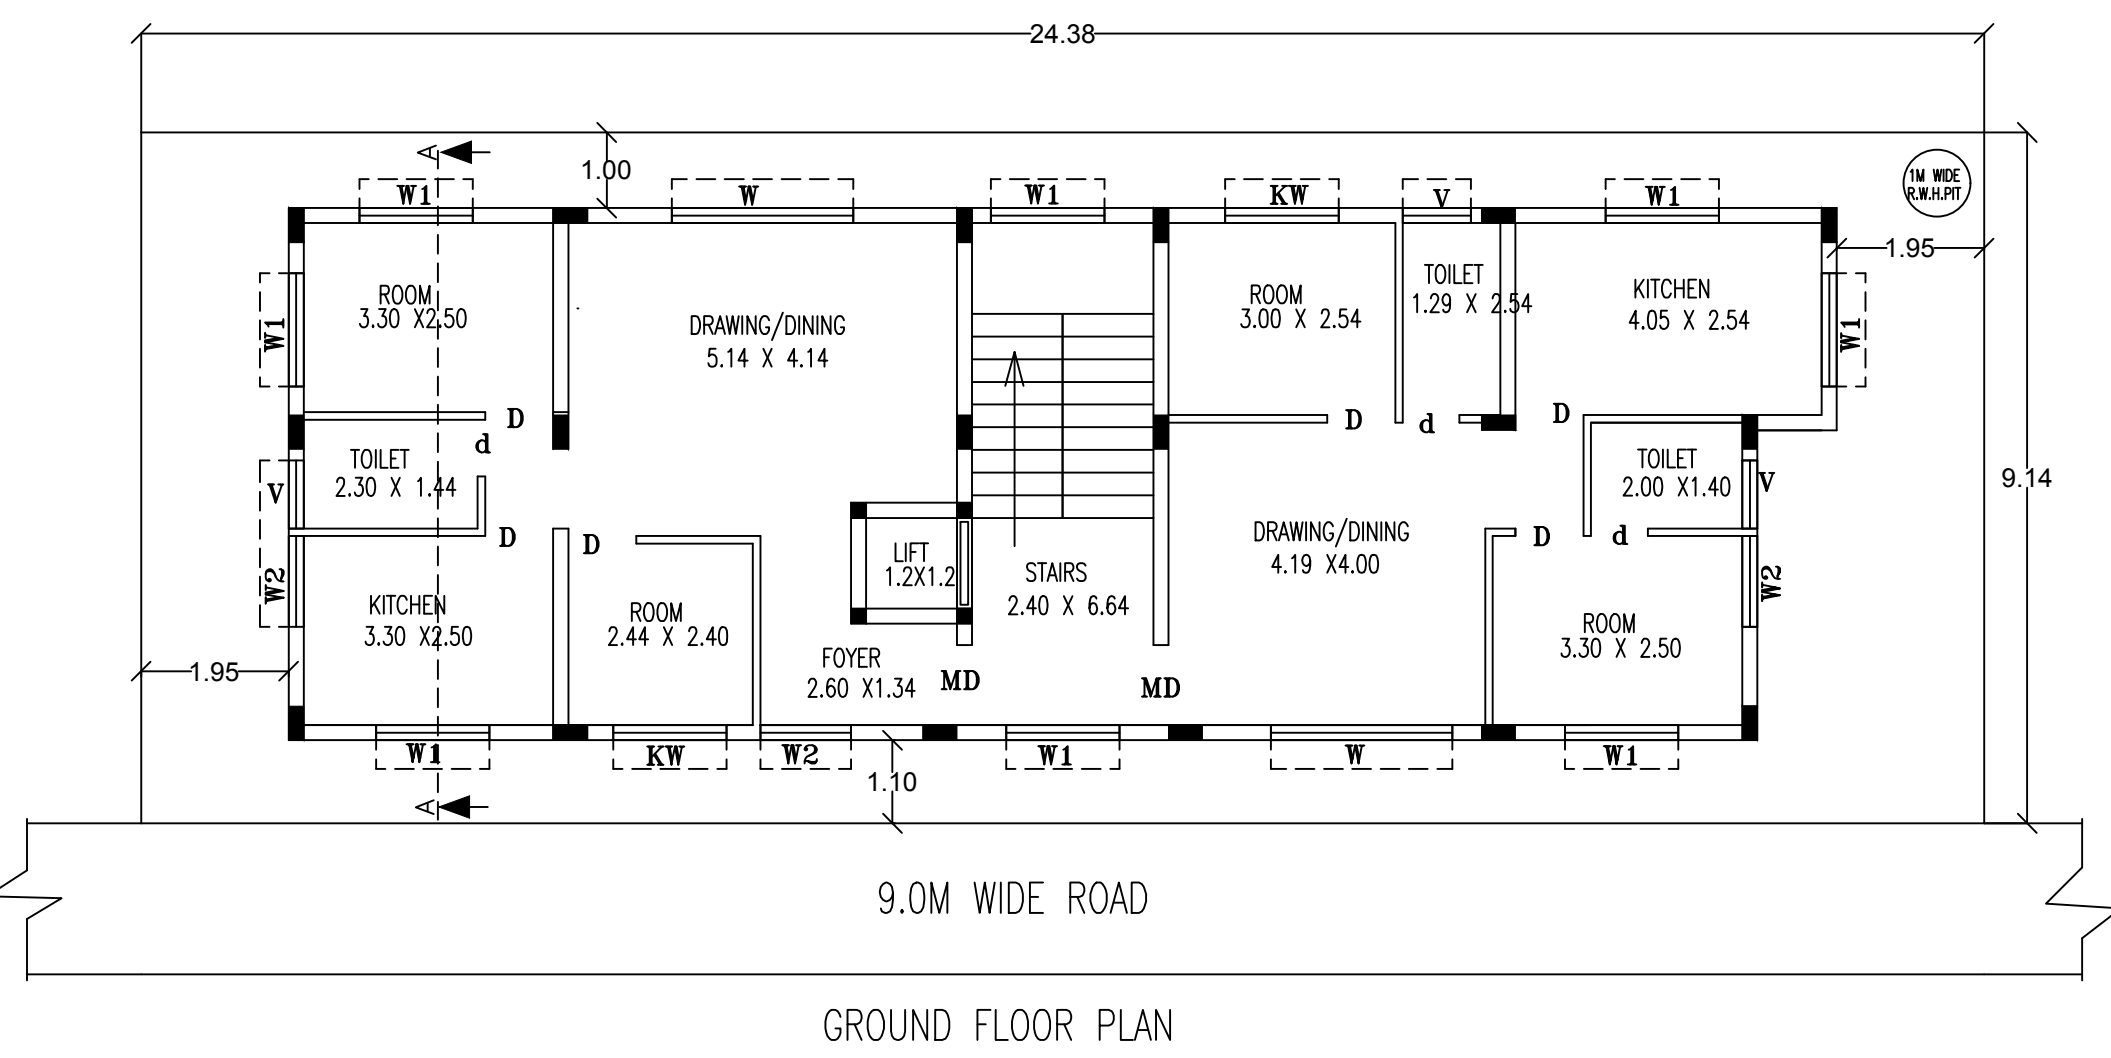 24.38
A
1.00
W1
W
W1
KW
V
W1
1M WIDE
R.W.H.PIT
1.95
ROOM
3.30 X2.50
W1
DRAWING/DINING
5.14 X 4.14
ROOM
3.00 X 2.54
TOILET
1.29 X 2.54
KITCHEN
4.05 X 2.54
W1
D
d
D
d
D
TOILET
2.30 X 1.44
V
TOILET
2.00 X1.40
V
9.14
D
D
LIFT
1.2X1.2
STAIRS
2.40 X 6.64
DRAWING/DINING
4.19 X4.00
D
d
W2
KITCHEN
3.30 X2.50
ROOM
2.44 X 2.40
ROOM
3.30 X 2.50
W2
1.95
FOYER
2.60 X1.34
MD
MD
W1
KW
W2
W1
W
W1
1.10
A
9.0M WIDE ROAD
GROUND FLOOR PLAN